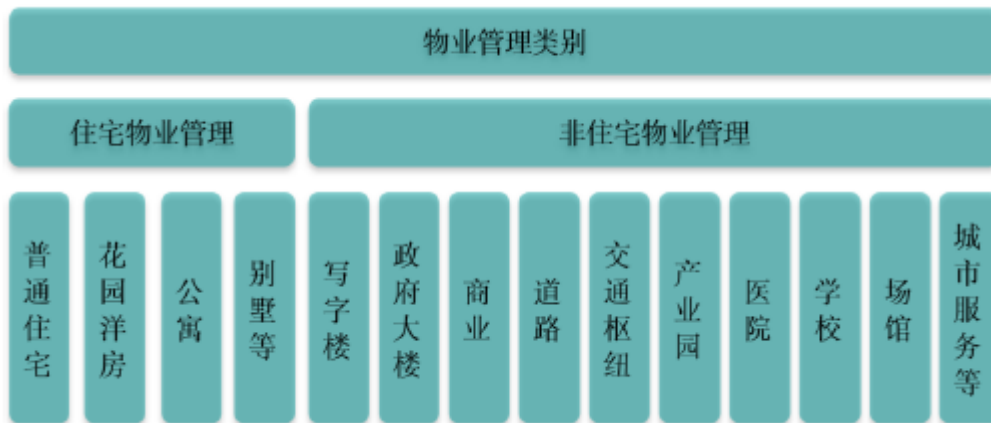 物业管理类别
住宅物业管理
非住宅物业管理
普通住宅
花园洋房
公寓
别墅等
写字楼
政府大楼
商业
道路
交通枢纽
产业园
医院
学校
场馆
城市服务等